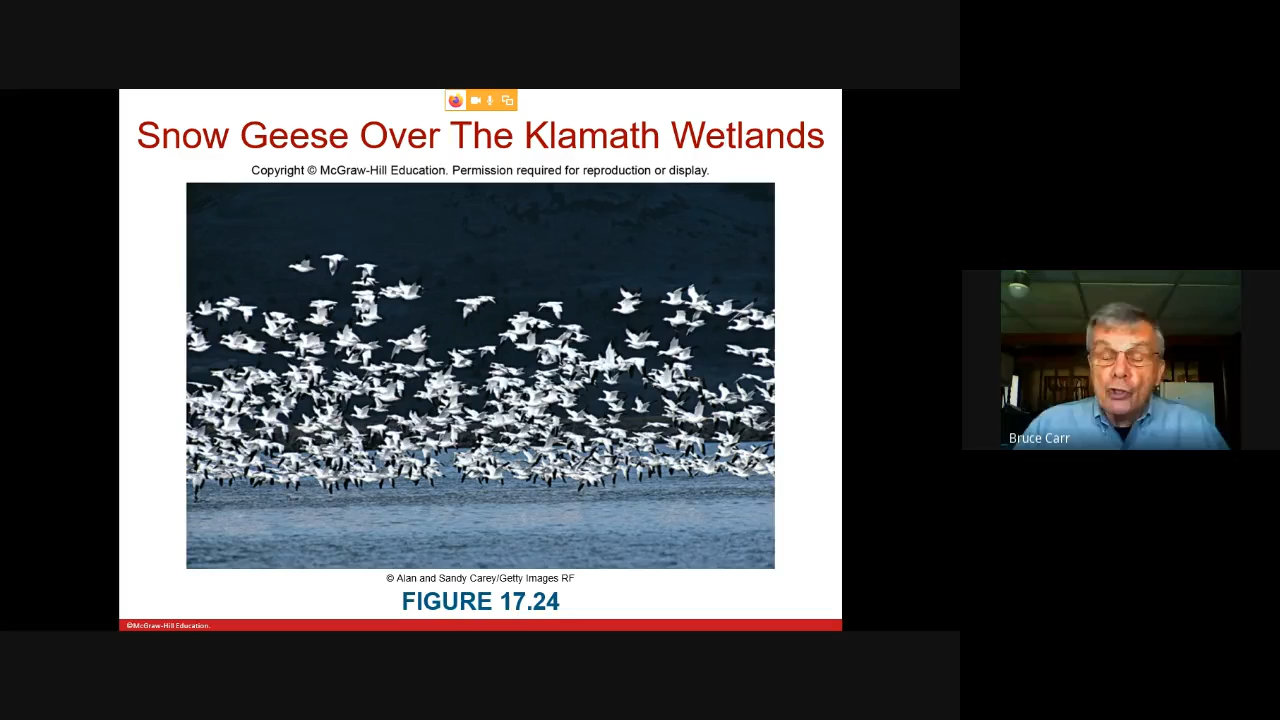 Snow Geese Over The Klamath Wetlands
Copyright © McGraw-Hill Education. Permission required for reproduction or display.
© Alan and Sandy Carey/Getty Images RF
FIGURE 17.24
©McGraw-Hill Education.
Bruce Carr